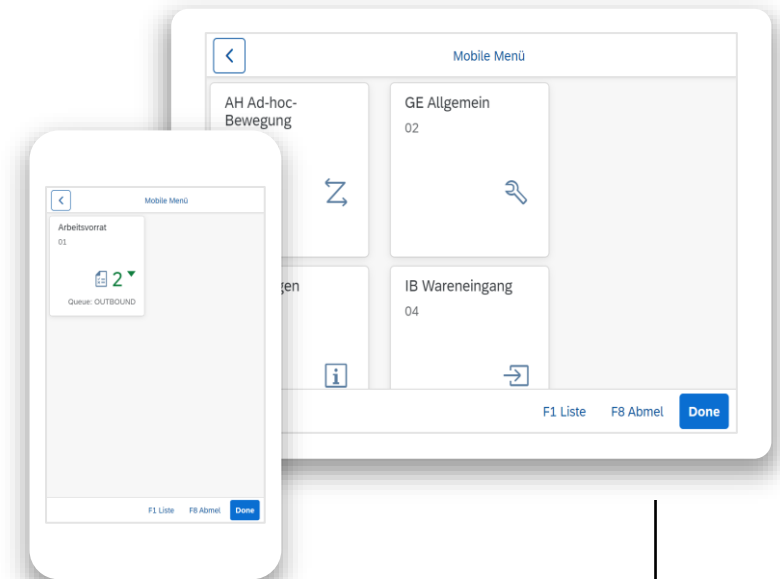 Mobile Menü
AH Ad-hoc-
Bewegung
GE Allgemein
02
gen
IB Wareneingang
04
F1 Liste F8 Abmel Done
Mobile Menü
Arbeitsvorrat
01
2
Queue: OUTBOUND
F1 Liste F8 Abmel Done